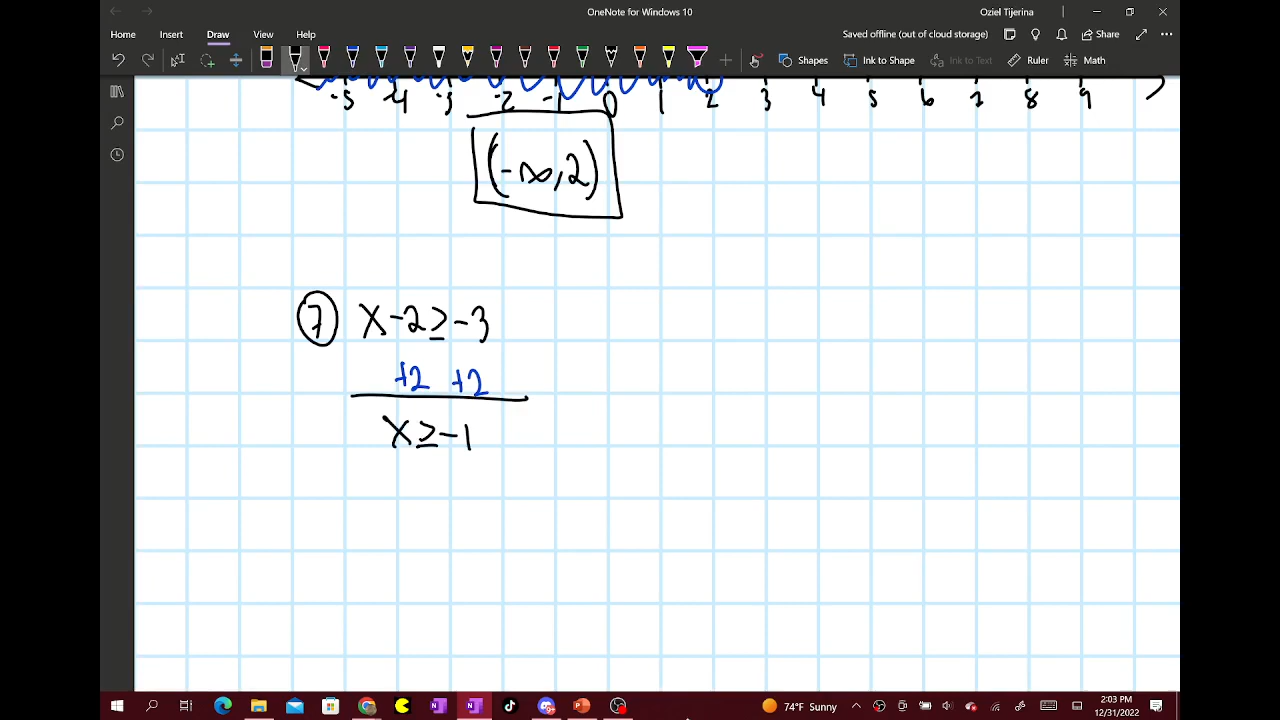 OneNote for Windows 10
Oziel Tijerina
Home Insert Draw View Help
Saved offline (out of cloud storage)
Share
Shapes
Ink to Shape
Ink to Text
Ruler
Math
-5 -4 -3 -2 -1 0 1 2 3 4 5 6 7 8 9
(-∞, 2)
7 x - 2 ≥ -3
+2 +2
x ≥ -1
74°F Sunny
2:03 PM
12/31/2022